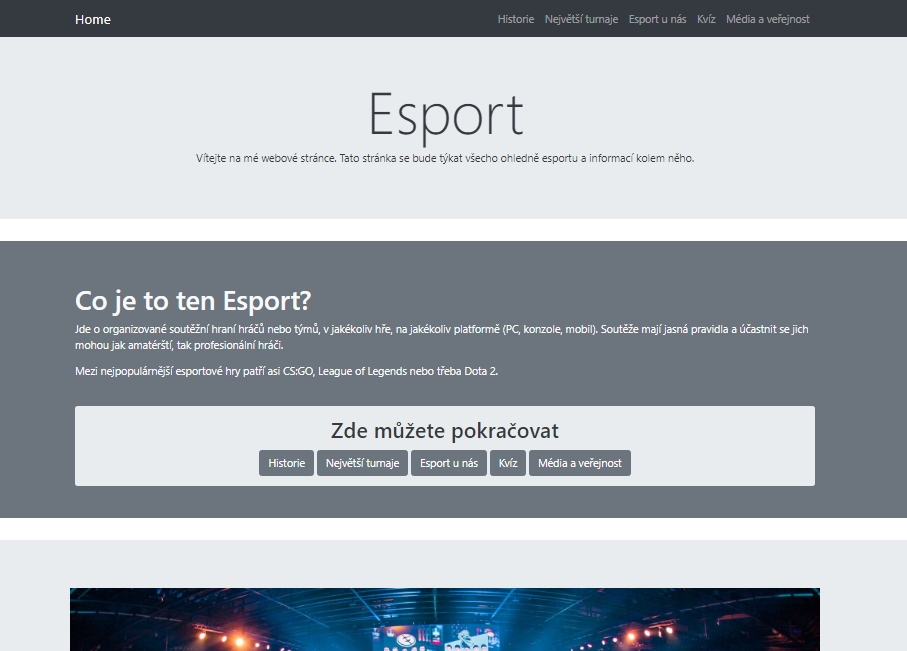 Home
Historie Největší turnaje Esport u nás Kvíz Média a veřejnost
Esport
Vítejte na mé webové stránce. Tato stránka se bude týkat všecho ohledně esportu a informací kolem něho.
Co je to ten Esport?
Jde o organizované soutěžní hraní hráčů nebo týmů, v jakékoliv hře, na jakékoliv platformě (PC, konzole, mobil). Soutěže mají jasná pravidla a účastnit se jich
mohou jak amatérští, tak profesionální hráči.
Mezi nejpopulárnější esportové hry patří asi CS:GO, League of Legends nebo třeba Dota 2.
Zde můžete pokračovat
Historie Největší turnaje Esport u nás Kvíz Média a veřejnost